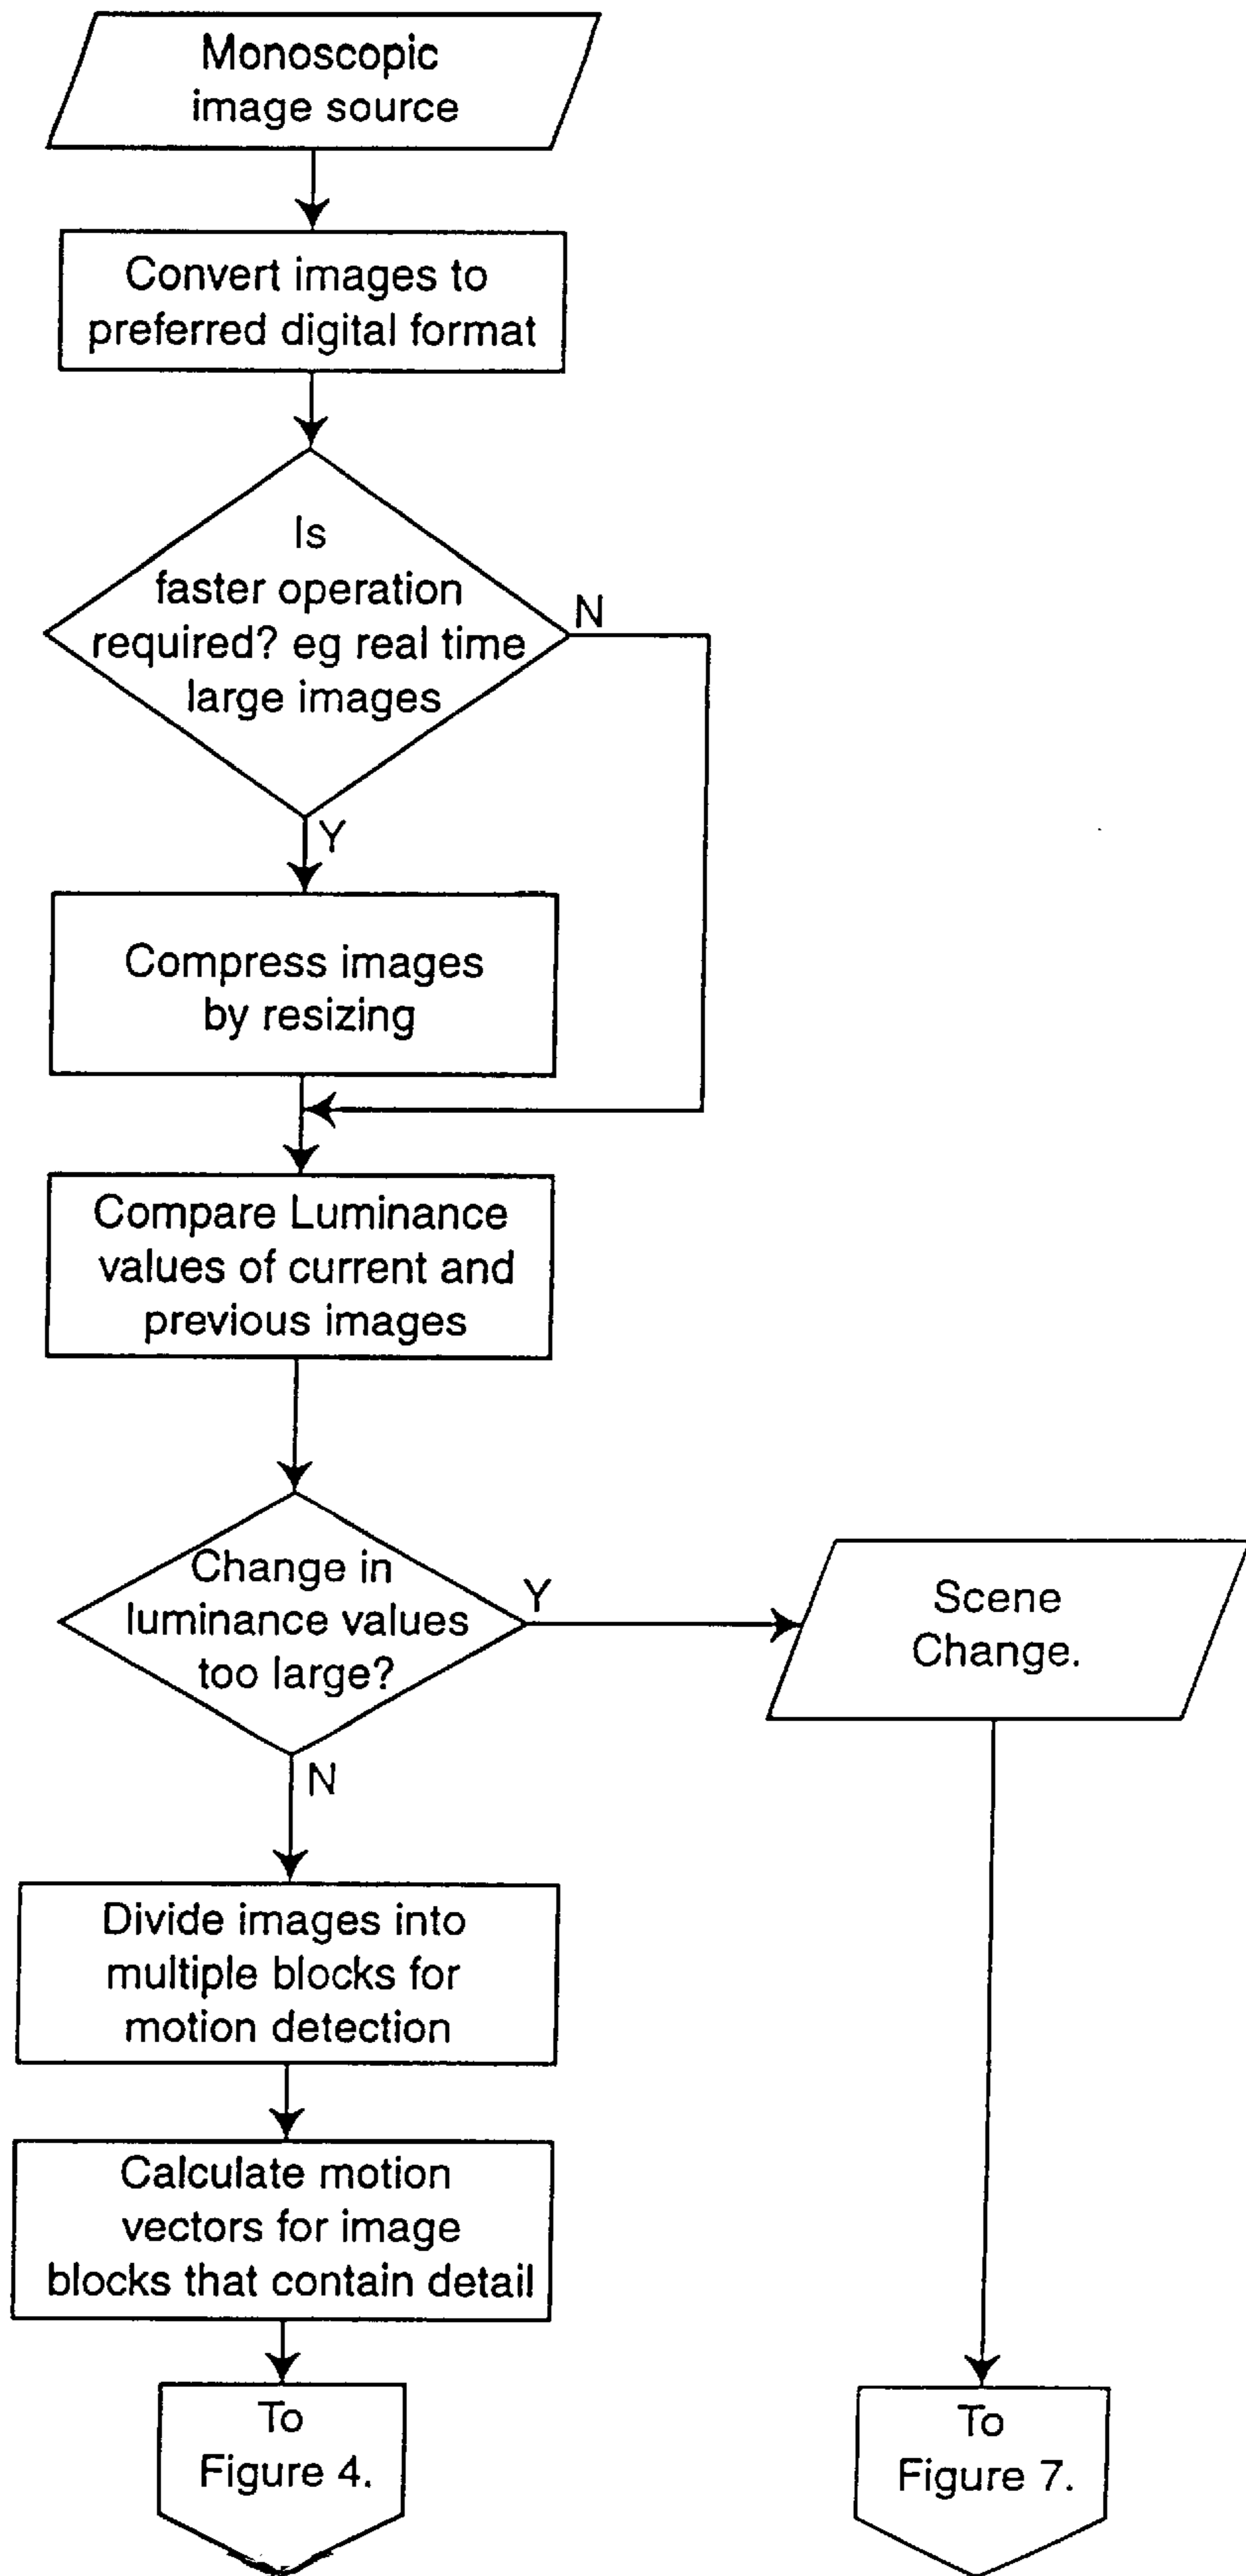 Monoscopic
image source
Convert images to
preferred digital format
Is
faster operation
required? eg real time
large images
N
Y
Compress images
by resizing
Compare Luminance
values of current and
previous images
Change in
luminance values
too large?
Y
Scene
Change.
N
Divide images into
multiple blocks for
motion detection
Calculate motion
vectors for image
blocks that contain detail
To
Figure 4.
To
Figure 7.